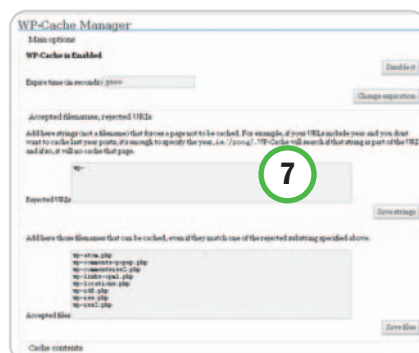 WP-Cache Manager
Main options
WP-Cache is Enabled
Disable it
Expire time (in seconds)
Change expiration
Accepted filenames, rejected URIs
Add here strings (not a filename) that forces a page not to be cached. For example, if your URLs include year and you dont
want to cache last year posts, it's enough to specify the year, i.e. '/2004/'. WP-Cache will search if that string is part of the URI
and if so, it will no cache that page.
wp-
7
Rejected URIs
Save strings
Add here those filenames that can be cached, even if they match one of the rejected substring specified above.
wp-atom.php
wp-comments-popup.php
wp-commentsrss2.php
wp-links-opml.php
wp-locations.php
wp-rdf.php
wp-rss.php
wp-rss2.php
Accepted files
Save files
Cache contents